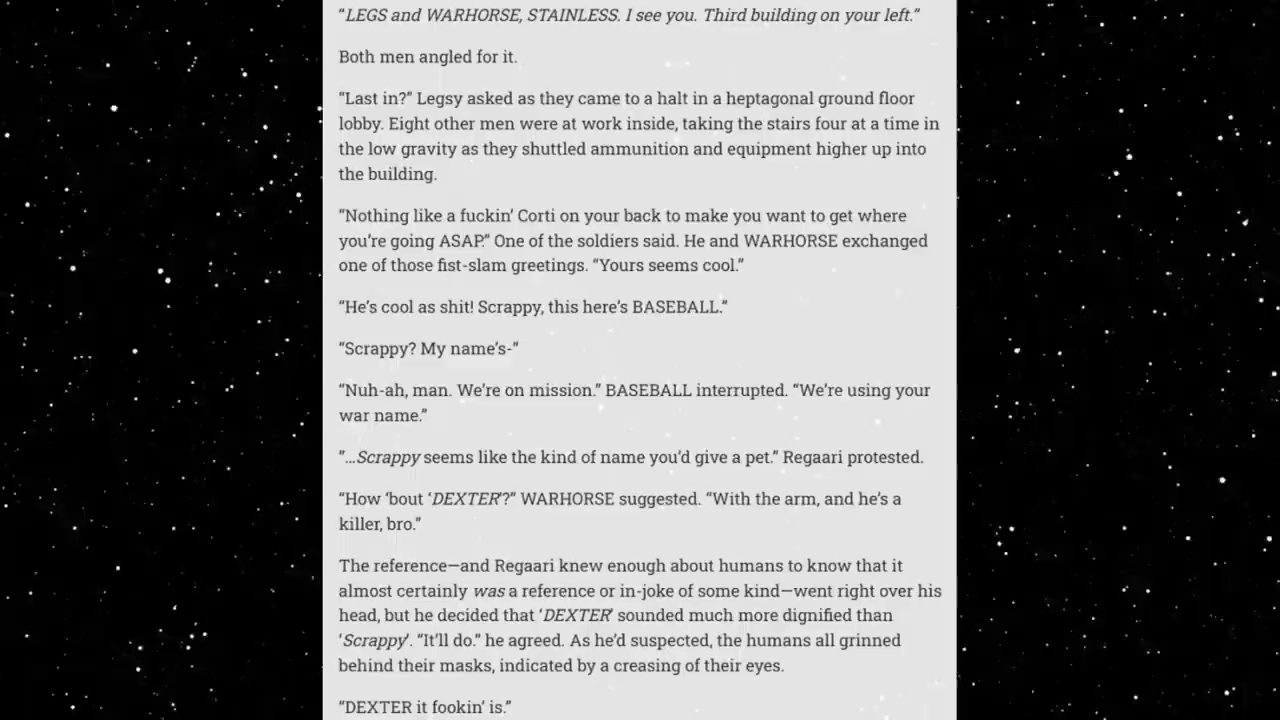 “LEGS and WARHORSE, STAINLESS. I see you. Third building on your left.”
Both men angled for it.
“Last in?” Legsy asked as they came to a halt in a heptagonal ground floor
lobby. Eight other men were at work inside, taking the stairs four at a time in
the low gravity as they shuttled ammunition and equipment higher up into
the building.
“Nothing like a fuckin’ Corti on your back to make you want to get where
you’re going ASAP.” One of the soldiers said. He and WARHORSE exchanged
one of those fist-slam greetings. “Yours seems cool.”
“He’s cool as shit! Scrappy, this here’s BASEBALL.”
“Scrappy? My name’s-“
“Nuh-ah, man. We’re on mission.” BASEBALL interrupted. “We’re using your
war name.”
”…Scrappy seems like the kind of name you’d give a pet.” Regaari protested.
“How ‘bout ‘DEXTER’?” WARHORSE suggested. “With the arm, and he’s a
killer, bro.”
The reference—and Regaari knew enough about humans to know that it
almost certainly was a reference or in-joke of some kind—went right over his
head, but he decided that ‘DEXTER’ sounded much more dignified than
‘Scrappy’. “It’ll do.” he agreed. As he’d suspected, the humans all grinned
behind their masks, indicated by a creasing of their eyes.
“DEXTER it fookin’ is.”